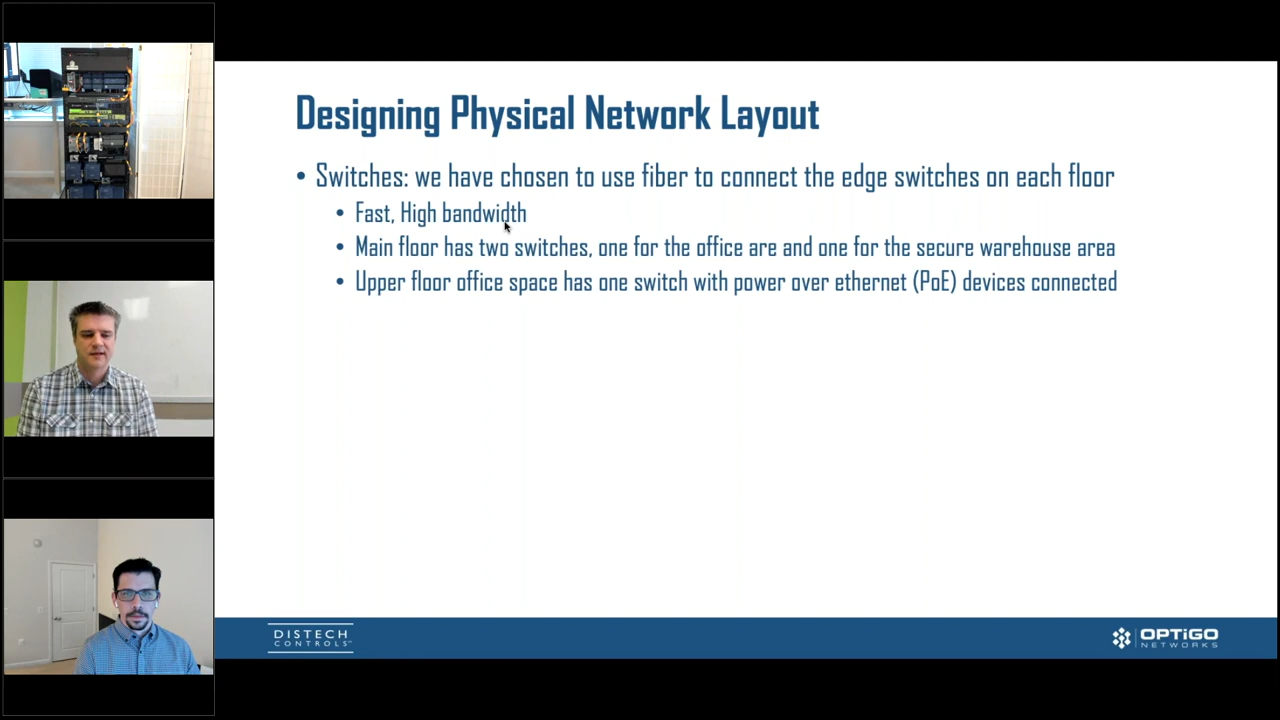 Designing Physical Network Layout
• Switches: we have chosen to use fiber to connect the edge switches on each floor
• Fast, High bandwidth
• Main floor has two switches, one for the office are and one for the secure warehouse area
• Upper floor office space has one switch with power over ethernet (PoE) devices connected
DISTECH
CONTROLS™
OPTiGO
NETWORKS